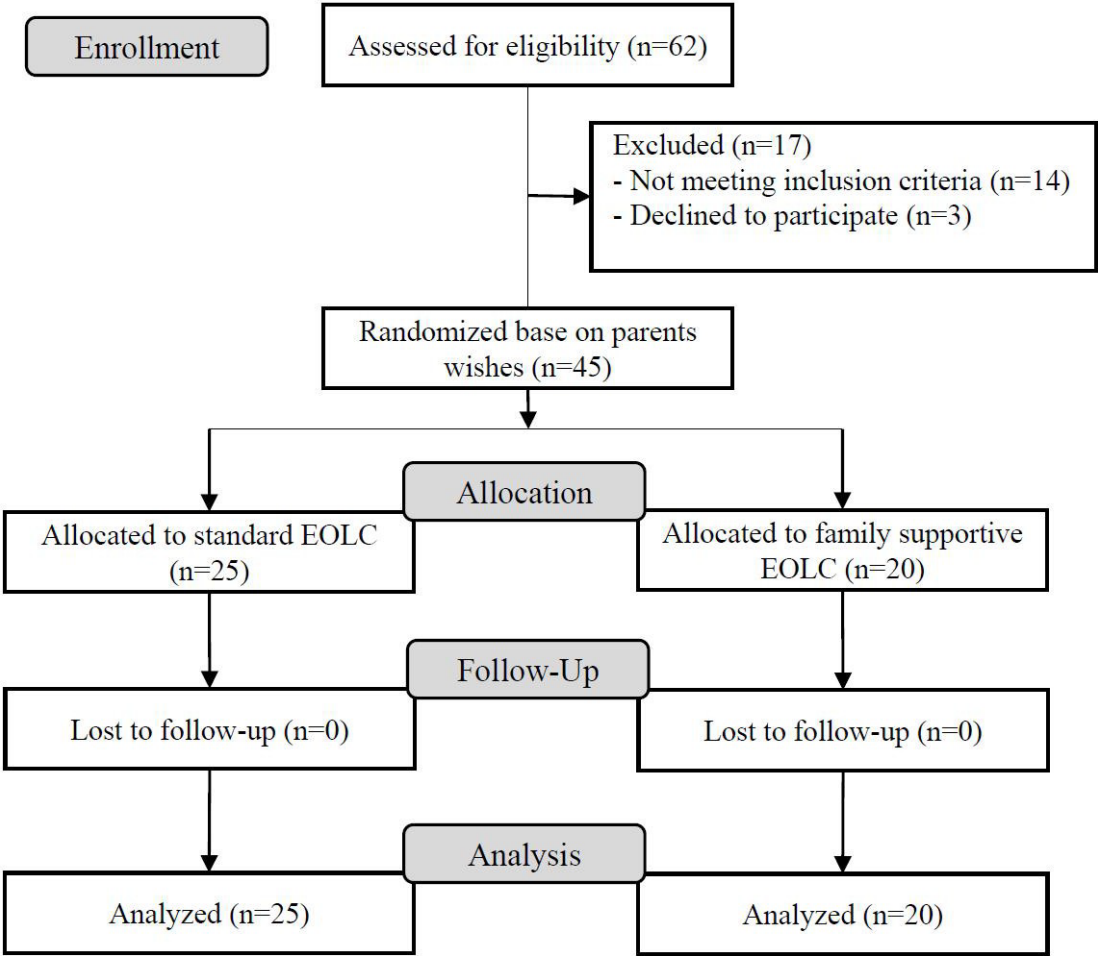 Enrollment
Assessed for eligibility (n=62)
Excluded (n=17)
- Not meeting inclusion criteria (n=14)
- Declined to participate (n=3)
Randomized base on parents
wishes (n=45)
Allocation
Allocated to standard EOLC
(n=25)
Allocated to family supportive
EOLC (n=20)
Follow-Up
Lost to follow-up (n=0)
Lost to follow-up (n=0)
Analysis
Analyzed (n=25)
Analyzed (n=20)